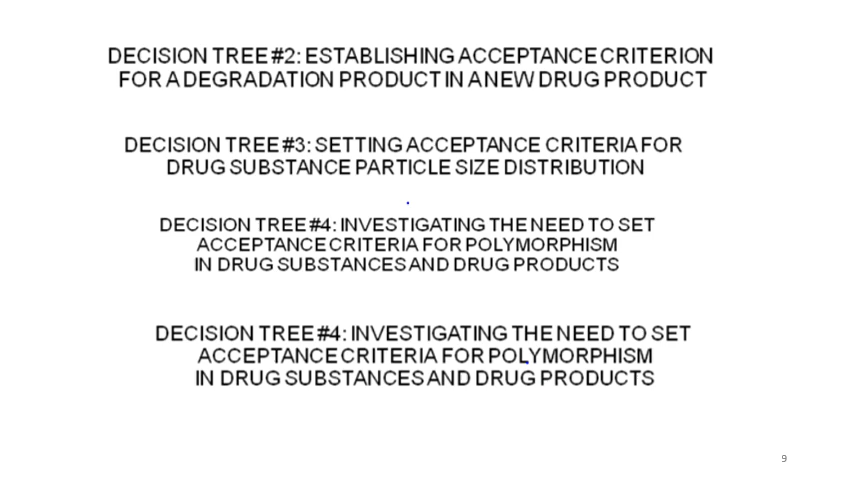 DECISION TREE #2: ESTABLISHING ACCEPTANCE CRITERION
FOR A DEGRADATION PRODUCT IN A NEW DRUG PRODUCT
DECISION TREE #3: SETTING ACCEPTANCE CRITERIA FOR
DRUG SUBSTANCE PARTICLE SIZE DISTRIBUTION
DECISION TREE #4: INVESTIGATING THE NEED TO SET
ACCEPTANCE CRITERIA FOR POLYMORPHISM
IN DRUG SUBSTANCES AND DRUG PRODUCTS
DECISION TREE #4: INVESTIGATING THE NEED TO SET
ACCEPTANCE CRITERIA FOR POLYMORPHISM
IN DRUG SUBSTANCES AND DRUG PRODUCTS
9